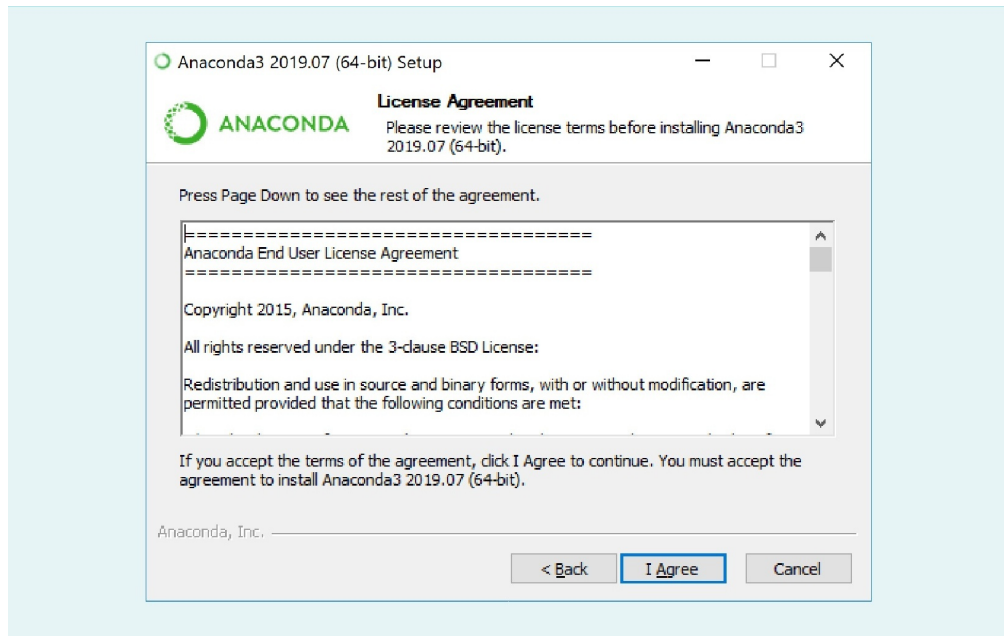 Anaconda3 2019.07 (64-bit) Setup
ANACONDA
License Agreement
Please review the license terms before installing Anaconda3
2019.07 (64-bit).
Press Page Down to see the rest of the agreement.
===================================
Anaconda End User License Agreement
===================================
Copyright 2015, Anaconda, Inc.
All rights reserved under the 3-clause BSD License:
Redistribution and use in source and binary forms, with or without modification, are
permitted provided that the following conditions are met:
If you accept the terms of the agreement, click I Agree to continue. You must accept the
agreement to install Anaconda3 2019.07 (64-bit).
Anaconda, Inc.
< Back
I Agree
Cancel